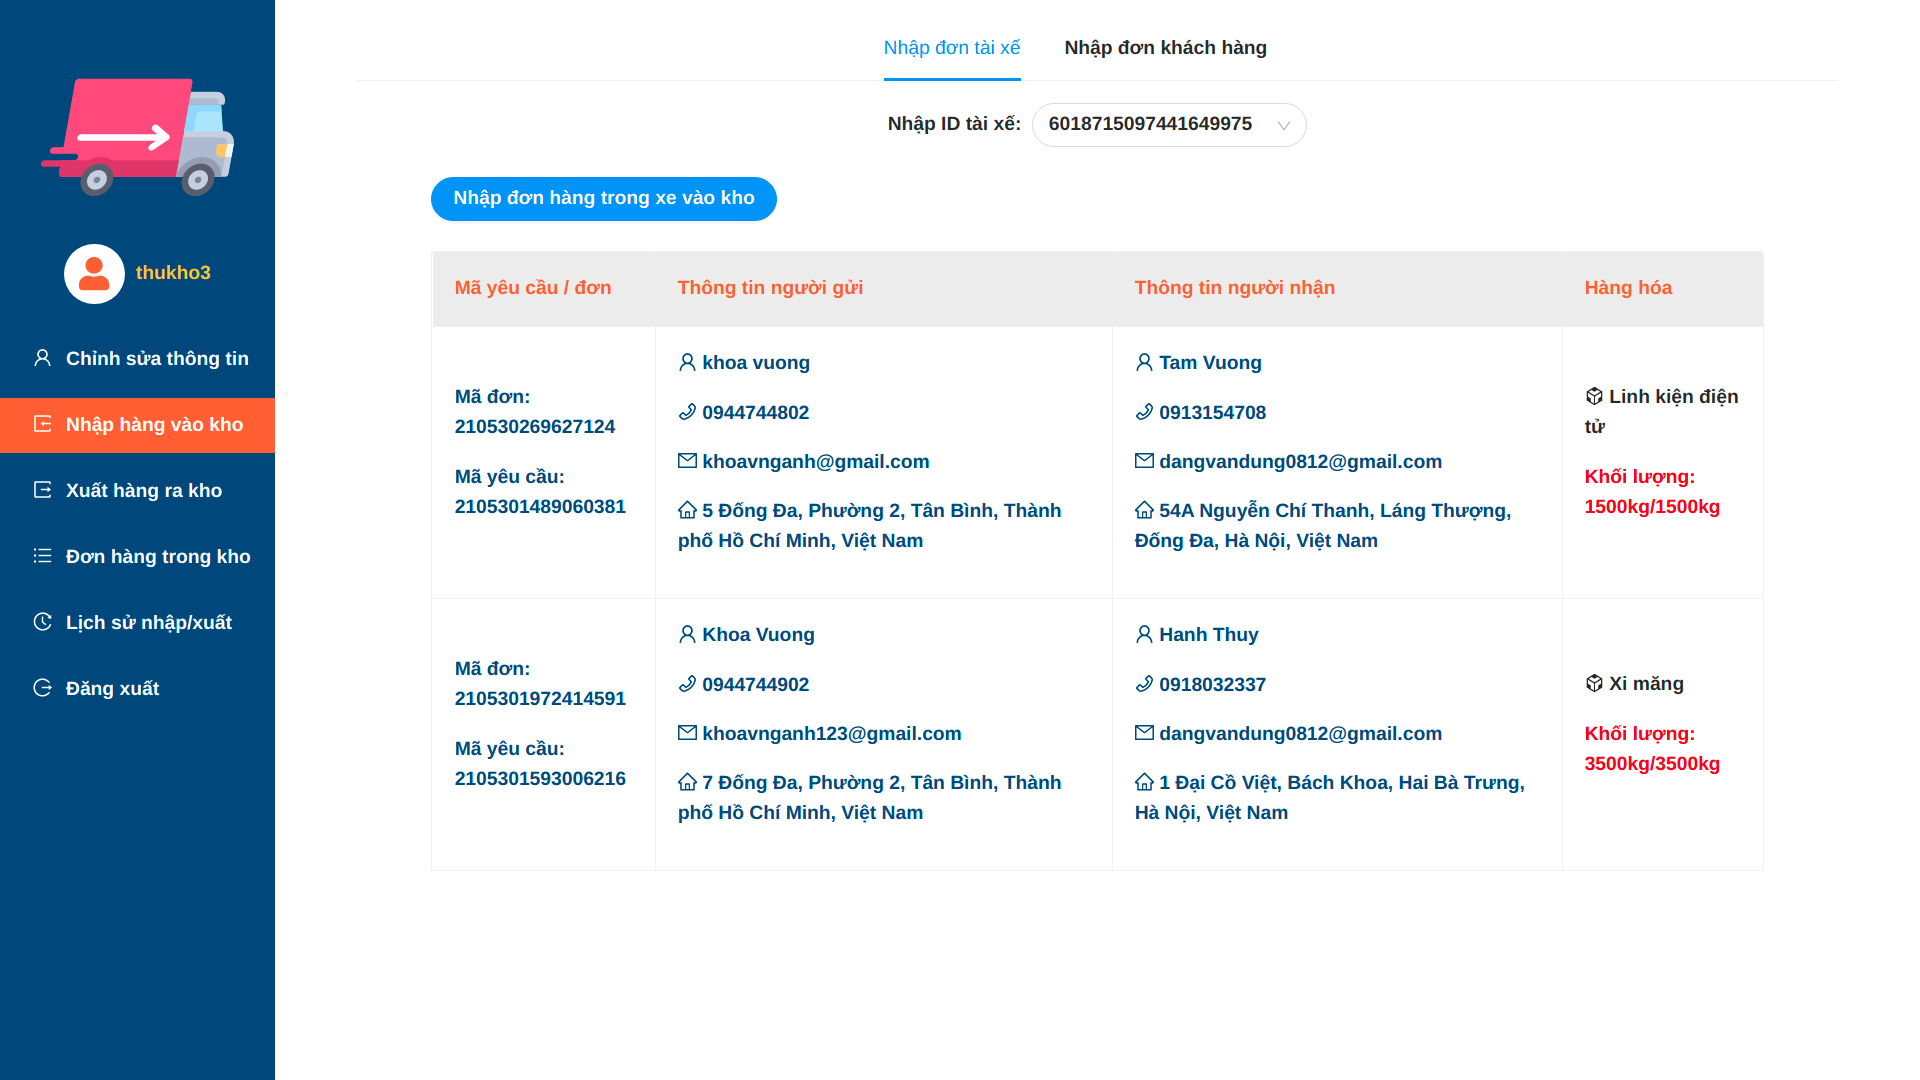 thukho3
Chỉnh sửa thông tin
Nhập hàng vào kho
Xuất hàng ra kho
Đơn hàng trong kho
Lịch sử nhập/xuất
Đăng xuất
Nhập đơn tài xế
Nhập đơn khách hàng
Nhập ID tài xế: 6018715097441649975
Nhập đơn hàng trong xe vào kho
Mã yêu cầu / đơn
Thông tin người gửi
Thông tin người nhận
Hàng hóa
Mã đơn:
210530269627124
Mã yêu cầu:
2105301489060381
khoa vuong
0944744802
khoavnganh@gmail.com
5 Đống Đa, Phường 2, Tân Bình, Thành
phố Hồ Chí Minh, Việt Nam
Tam Vuong
0913154708
dangvandung0812@gmail.com
54A Nguyễn Chí Thanh, Láng Thượng,
Đống Đa, Hà Nội, Việt Nam
Linh kiện điện
tử
Khối lượng:
1500kg/1500kg
Mã đơn:
2105301972414591
Mã yêu cầu:
2105301593006216
Khoa Vuong
0944744902
khoavnganh123@gmail.com
7 Đống Đa, Phường 2, Tân Bình, Thành
phố Hồ Chí Minh, Việt Nam
Hanh Thuy
0918032337
dangvandung0812@gmail.com
1 Đại Cồ Việt, Bách Khoa, Hai Bà Trưng,
Hà Nội, Việt Nam
Xi măng
Khối lượng:
3500kg/3500kg